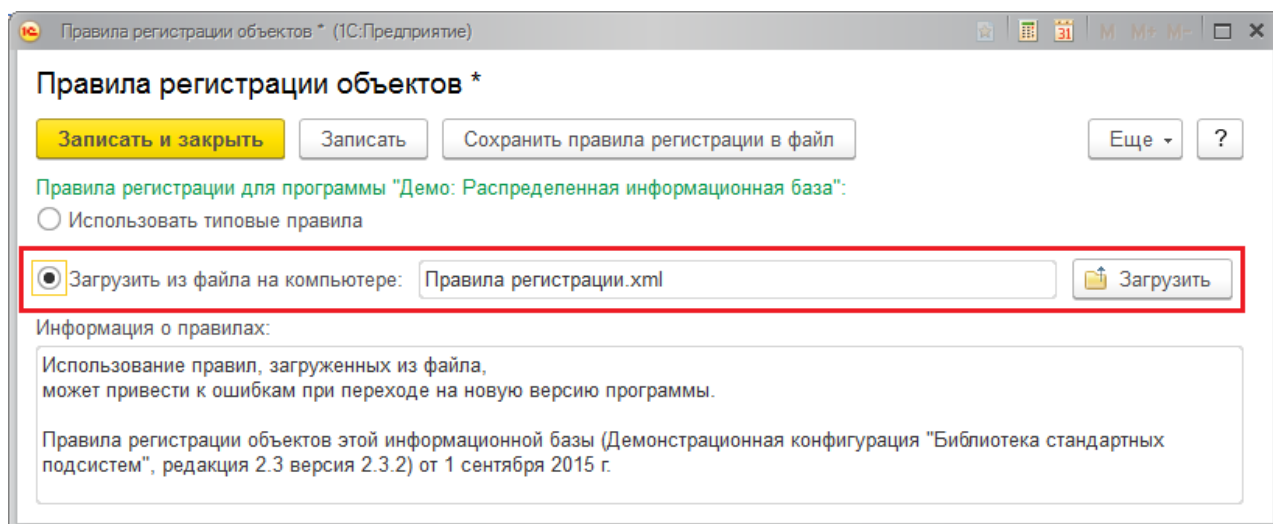 1С Правила регистрации объектов * (1С:Предприятие) 31 M M+ M-
Правила регистрации объектов *
Записать и закрыть Записать Сохранить правила регистрации в файл Еще ?
Правила регистрации для программы "Демо: Распределенная информационная база":
Использовать типовые правила
Загрузить из файла на компьютере: Правила регистрации.xml Загрузить
Информация о правилах:
Использование правил, загруженных из файла,
может привести к ошибкам при переходе на новую версию программы.
Правила регистрации объектов этой информационной базы (Демонстрационная конфигурация "Библиотека стандартных
подсистем", редакция 2.3 версия 2.3.2) от 1 сентября 2015 г.